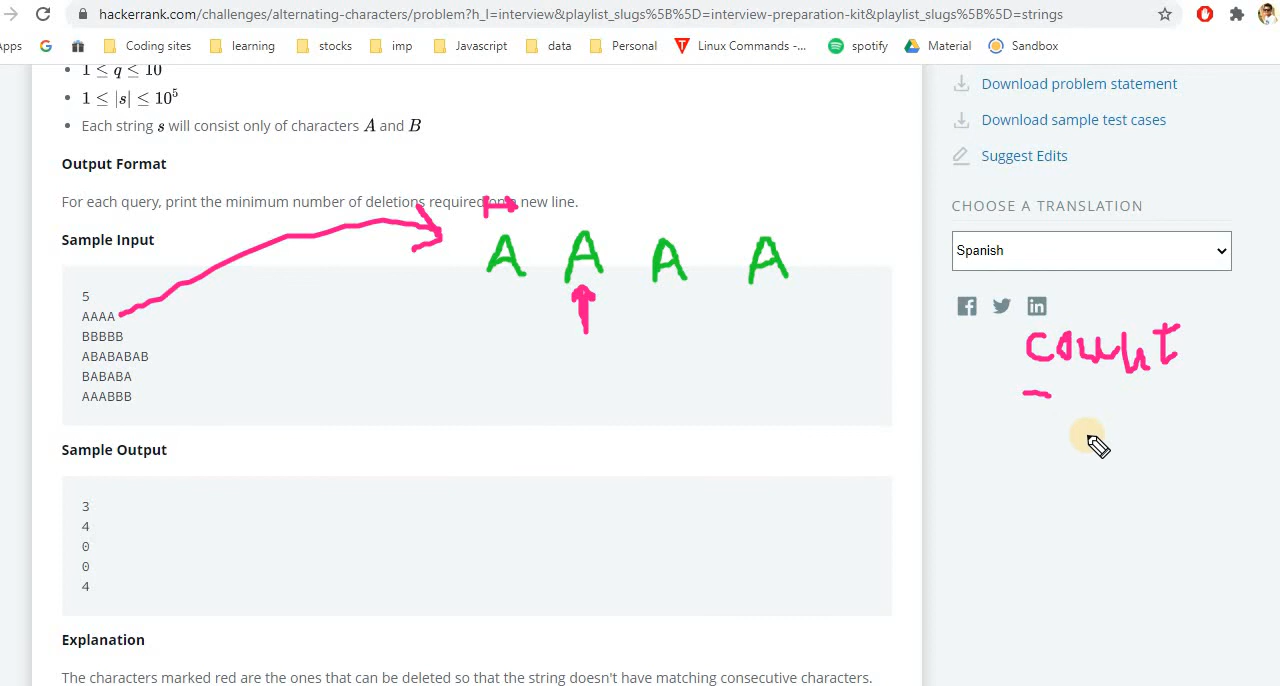 hackerrank.com/challenges/alternating-characters/problem?h_l=interview&playlist_slugs%5B%5D=interview-preparation-kit&playlist_slugs%5B%5D=strings
pps G Coding sites learning stocks imp Javascript data Personal Linux Commands -... spotify Material Sandbox
1 ≤ q ≤ 10
1 ≤ |s| ≤ 10^5
Each string s will consist only of characters A and B
Output Format
For each query, print the minimum number of deletions required on a new line.
Sample Input
A A A A
5
AAAA
BBBBB
ABABABAB
BABABA
AAABBB
Sample Output
3
4
0
0
4
Explanation
The characters marked red are the ones that can be deleted so that the string doesn't have matching consecutive characters.
Download problem statement
Download sample test cases
Suggest Edits
CHOOSE A TRANSLATION
Spanish
f in